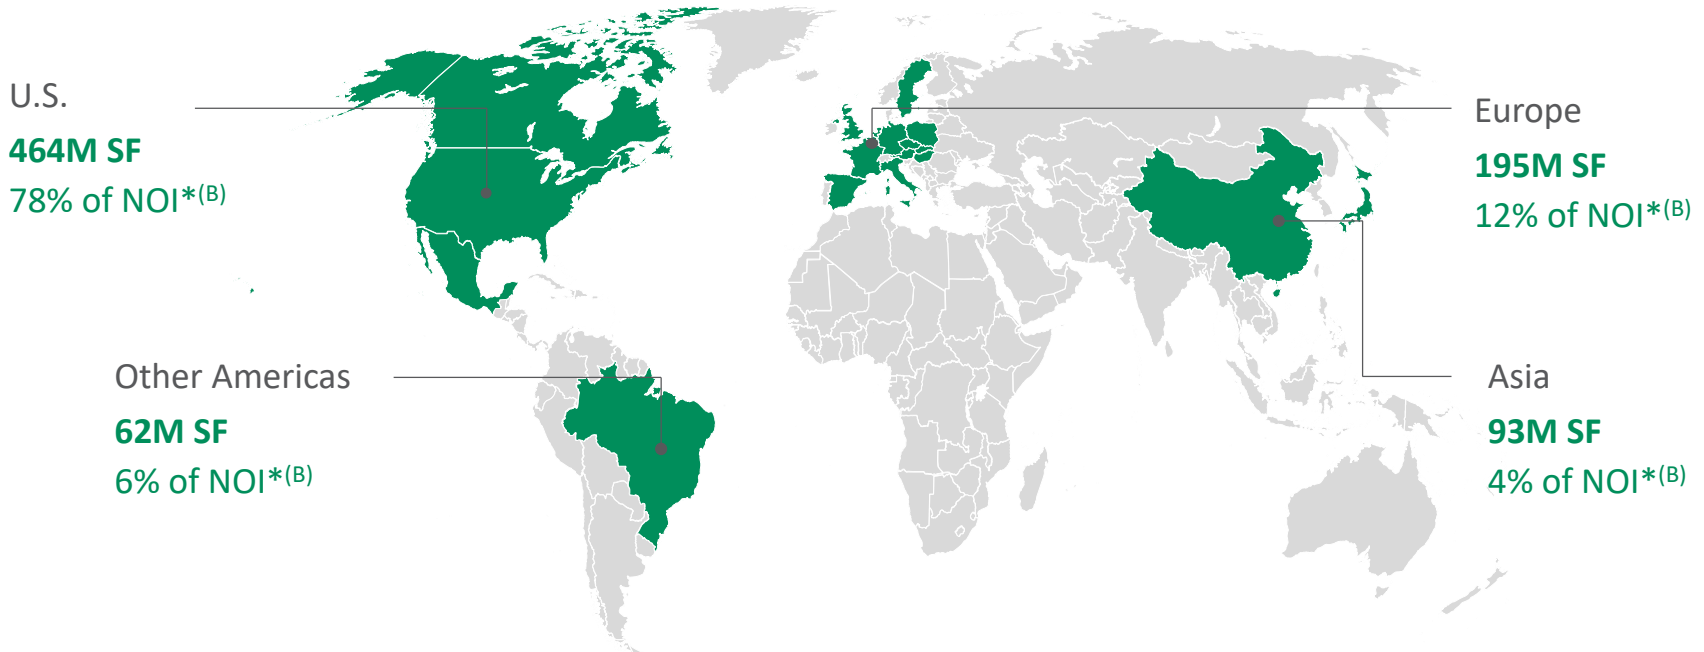 U.S.
464M SF
78% of NOI*(B)
Other Americas
62M SF
6% of NOI*(B)
Europe
195M SF
12% of NOI*(B)
Asia
93M SF
4% of NOI*(B)